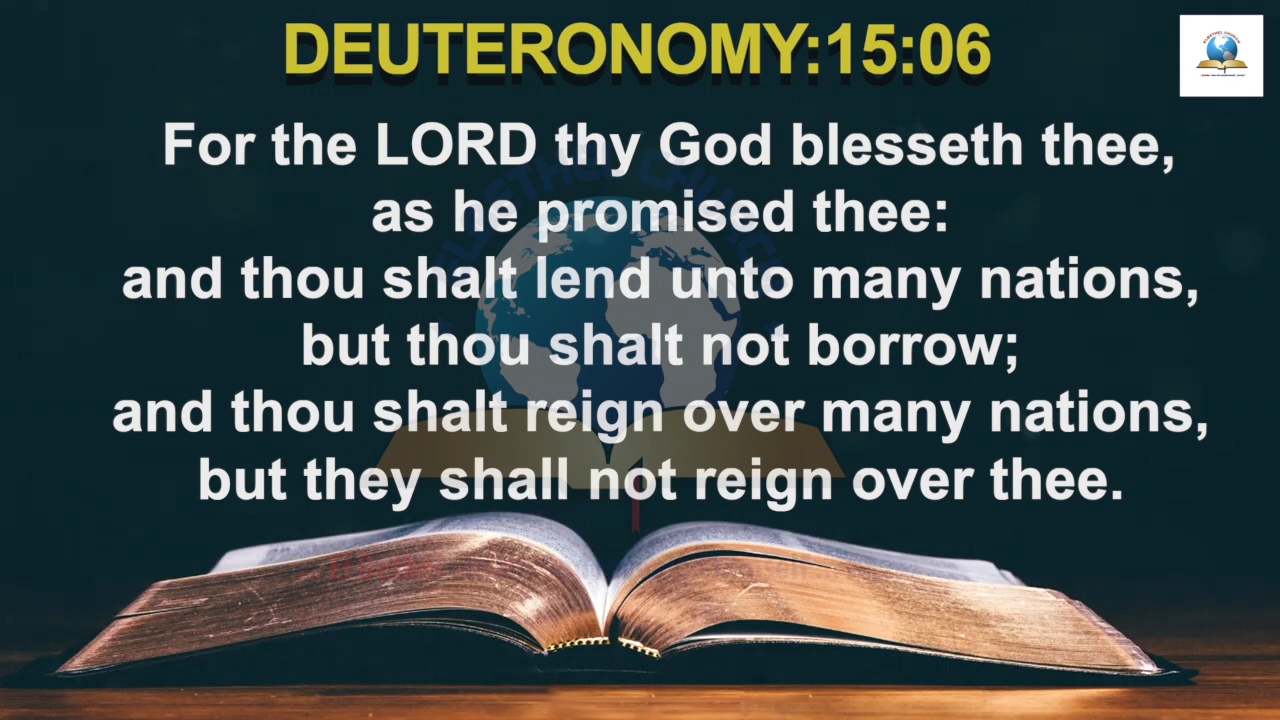 DEUTERONOMY:15:06
For the LORD thy God blesseth thee,
as he promised thee:
and thou shalt lend unto many nations,
but thou shalt not borrow;
and thou shalt reign over many nations,
but they shall not reign over thee.